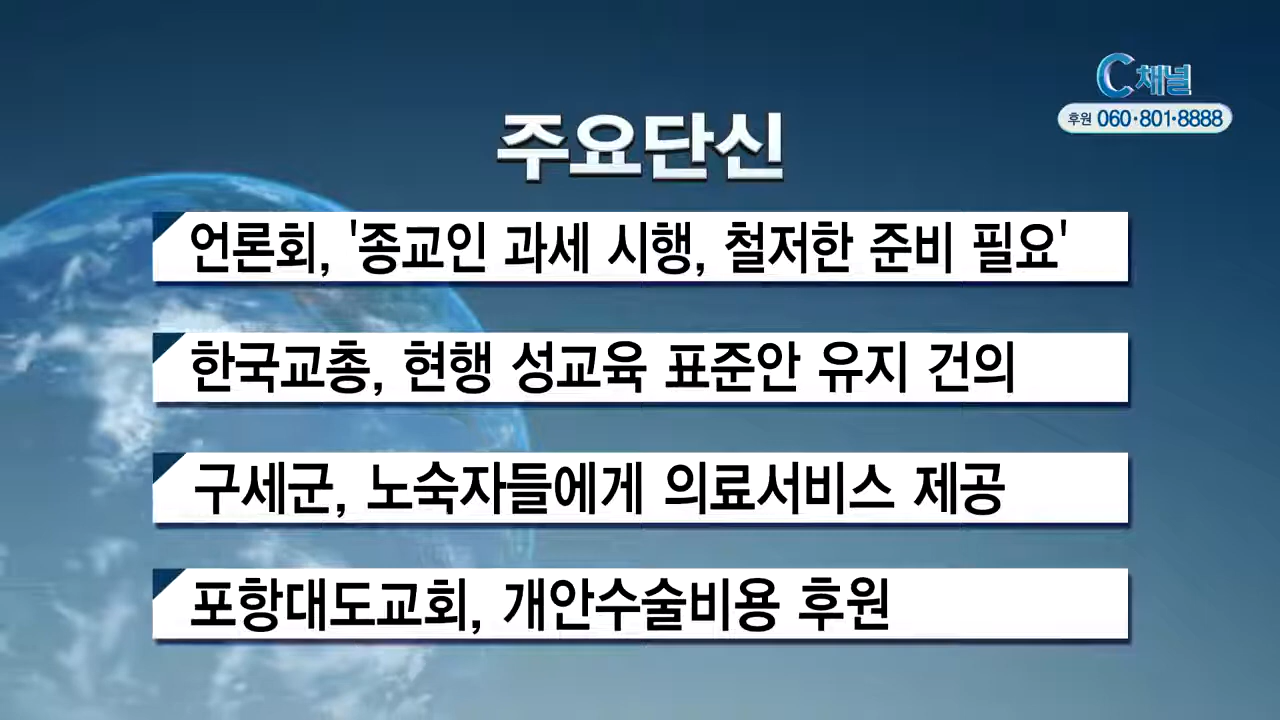 C채널
후원 060·801·8888
주요단신
언론회, '종교인 과세 시행, 철저한 준비 필요'
한국교총, 현행 성교육 표준안 유지 건의
구세군, 노숙자들에게 의료서비스 제공
포항대도교회, 개안수술비용 후원